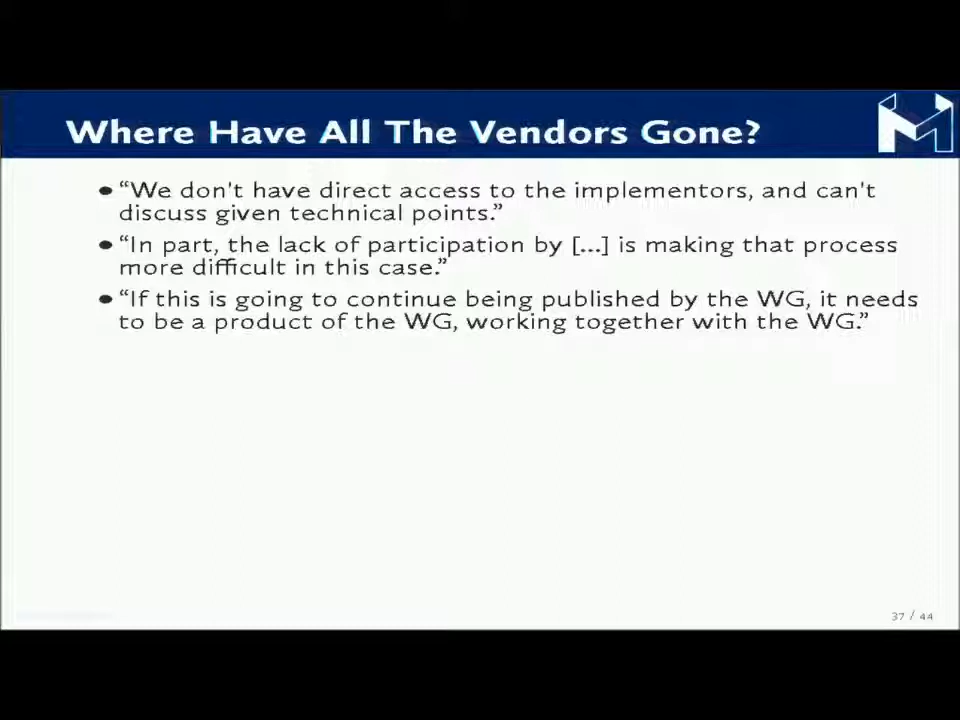 Where Have All The Vendors Gone?
● “We don't have direct access to the implementors, and can't
discuss given technical points.”
● “In part, the lack of participation by [...] is making that process
more difficult in this case.”
● “If this is going to continue being published by the WG, it needs
to be a product of the WG, working together with the WG.”
37 / 44